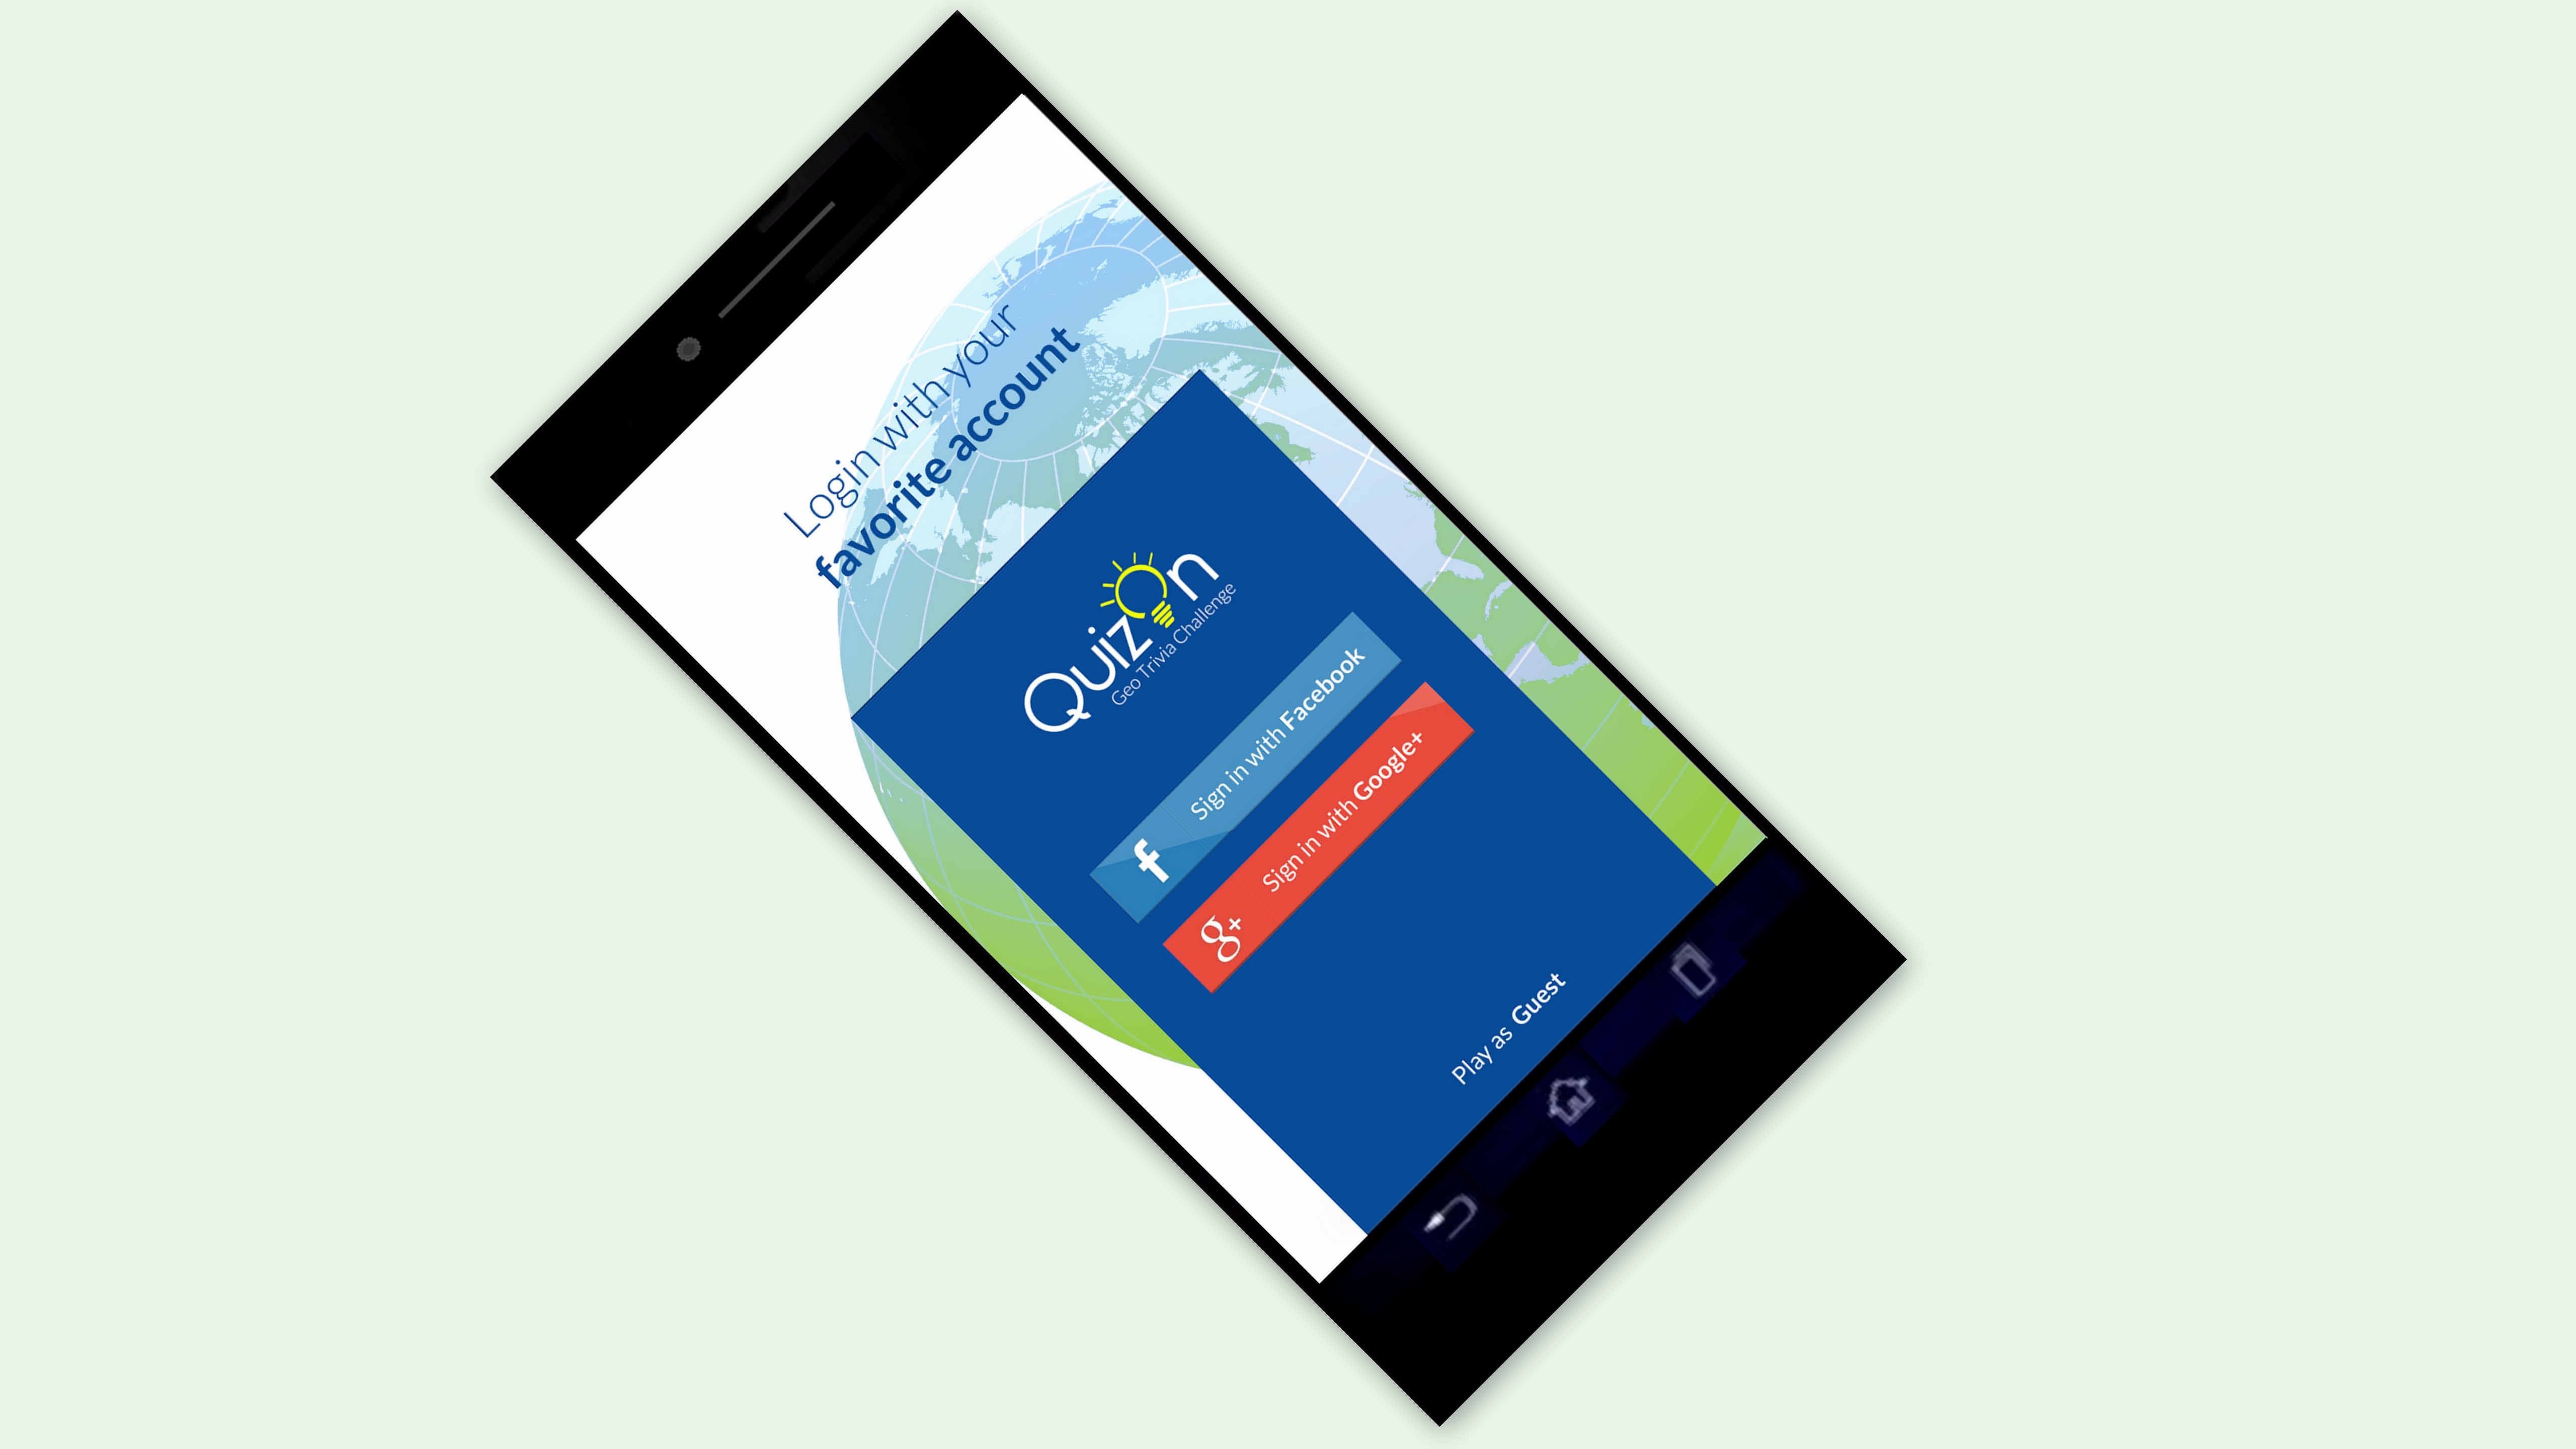 Login with your
favorite account
QuizOn
Geo Trivia Challenge
f Sign in with Facebook
g+ Sign in with Google+
Play as Guest